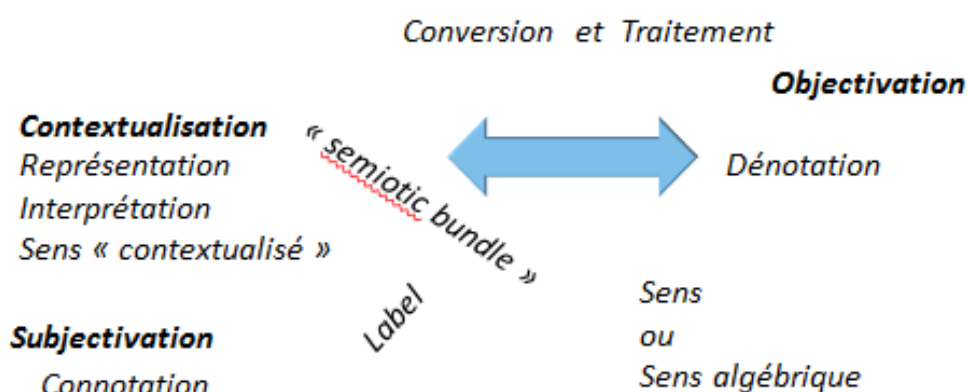 Conversion et Traitement
Objectivation
Contextualisation
Représentation
Interprétation
Sens « contextualisé »
« semiotic bundle »
Dénotation
Label
Sens
ou
Sens algébrique
Subjectivation
Connotation